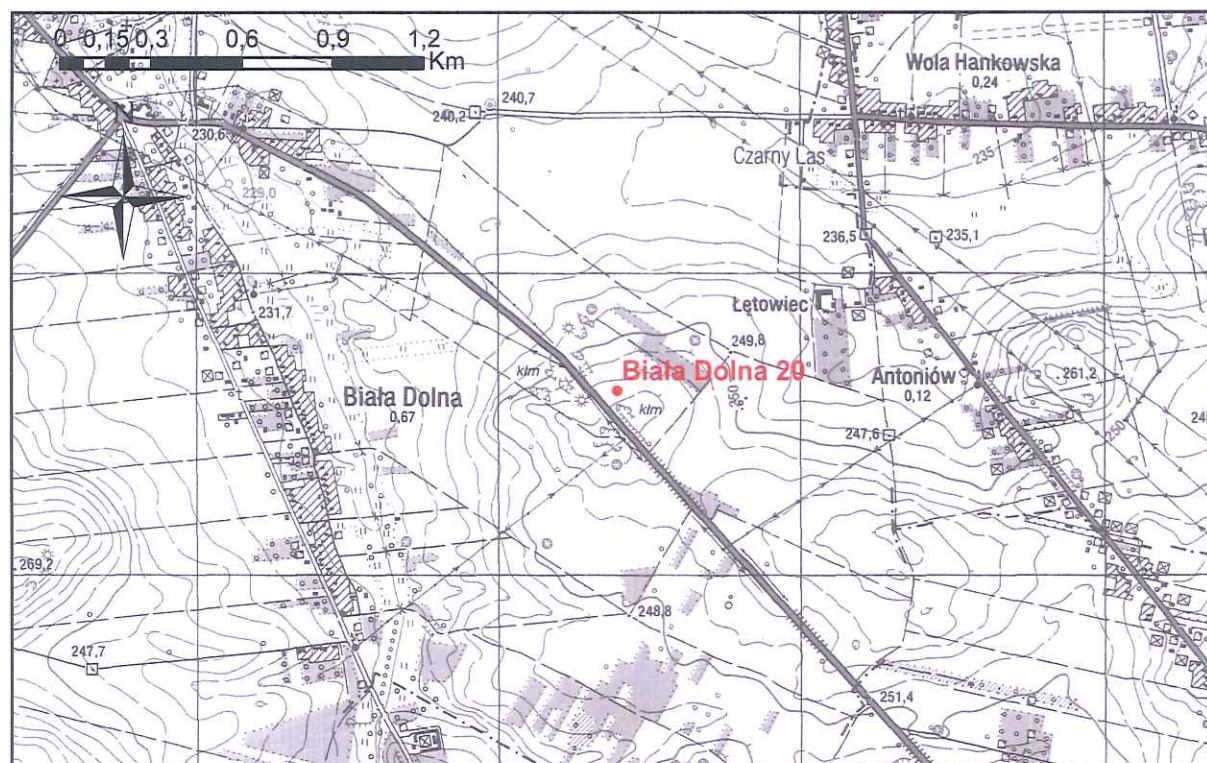 0 0,15 0,3 0,6 0,9 1,2
Km
Wola Hankowska
0,24
240,7
240,2
230,6
Czarny Las
235
229,0
236,5
235,1
231,7
Łętowiec
249,8
klm
Biała Dolna 20
261,2
Antoniów
0,12
Biała Dolna
0,67
klm
250
247,6
250
269,2
248,8
247,7
251,4